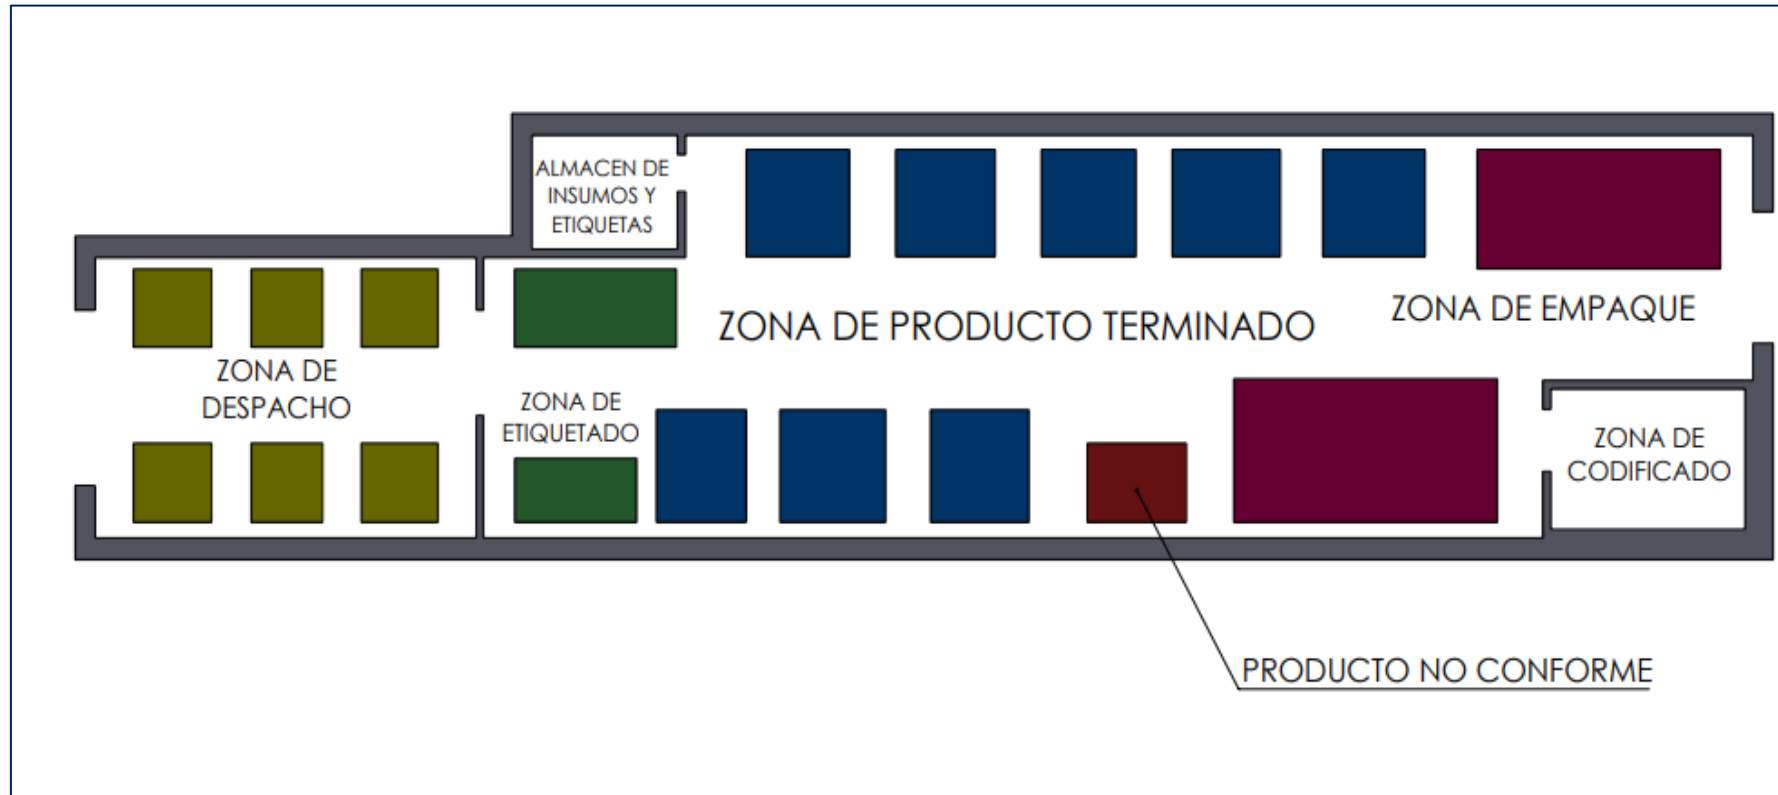 ALMACEN DE
INSUMOS Y
ETIQUETAS
ZONA DE PRODUCTO TERMINADO
ZONA DE EMPAQUE
ZONA DE
DESPACHO
ZONA DE
ETIQUETADO
ZONA DE
CODIFICADO
PRODUCTO NO CONFORME